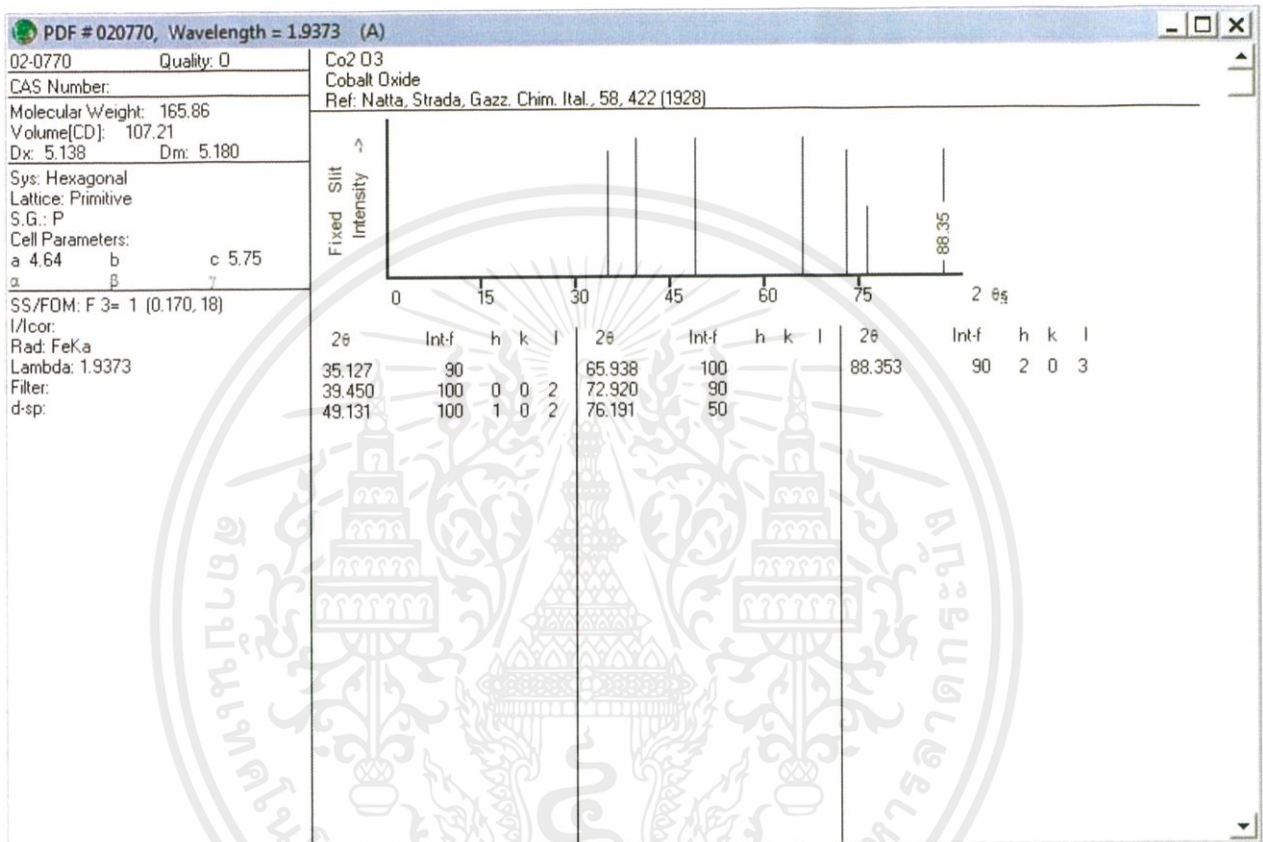 PDF # 020770, Wavelength = 1.9373 (A)
02-0770 Quality: O
CAS Number:
Molecular Weight: 165.86
Volume[CD]: 107.21
Dx: 5.138 Dm: 5.180
Sys: Hexagonal
Lattice: Primitive
S.G.: P
Cell Parameters:
a 4.64 b c 5.75
α β γ
SS/FOM: F 3= 1 (0.170, 18)
I/Icor:
Rad: FeKa
Lambda: 1.9373
Filter:
d-sp:
Co2 O3
Cobalt Oxide
Ref: Natta, Strada, Gazz. Chim. Ital., 58, 422 (1928)
Fixed Slit
Intensity ->
88.35
0 15 30 45 60 75 2 θ§
2θ Int-f h k l 2θ Int-f h k l 2θ Int-f h k l
35.127 90 65.938 100 88.353 90 2 0 3
39.450 100 0 0 2 72.920 90
49.131 100 1 0 2 76.191 50